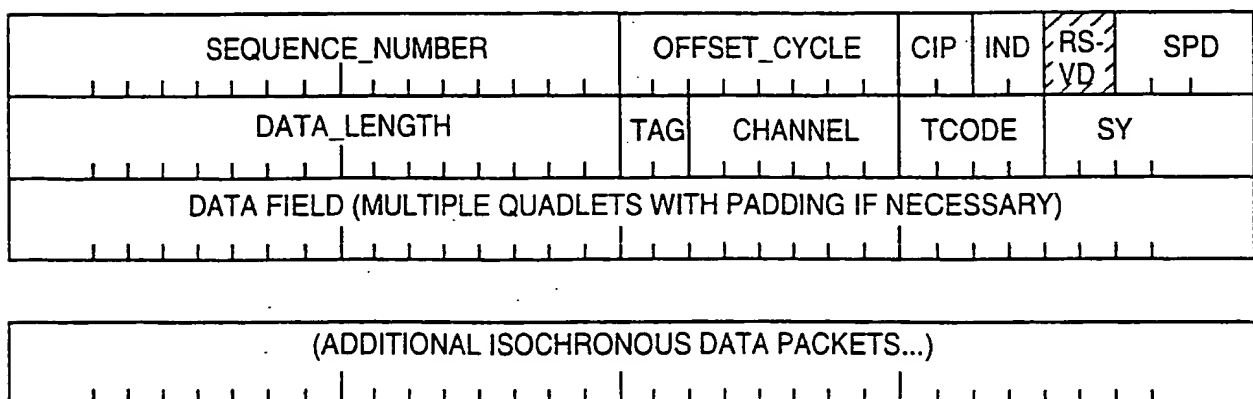 SEQUENCE_NUMBER OFFSET_CYCLE CIP IND RS-VD SPD
DATA_LENGTH TAG CHANNEL TCODE SY
DATA FIELD (MULTIPLE QUADLETS WITH PADDING IF NECESSARY)
(ADDITIONAL ISOCHRONOUS DATA PACKETS...)